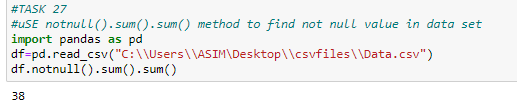 #TASK 27
#uSE notnull().sum().sum() method to find not null value in data set
import pandas as pd
df=pd.read_csv("C:\\Users\\ASIM\Desktop\\csvfiles\\Data.csv")
df.notnull().sum().sum()
38